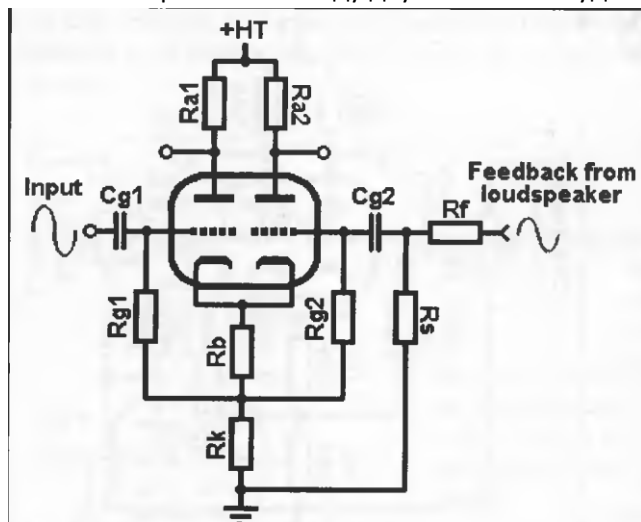 +HT
Ra1
Ra2
Input
Cg1
Cg2
Feedback from
loudspeaker
Rf
Rg1
Rb
Rg2
Rs
Rk